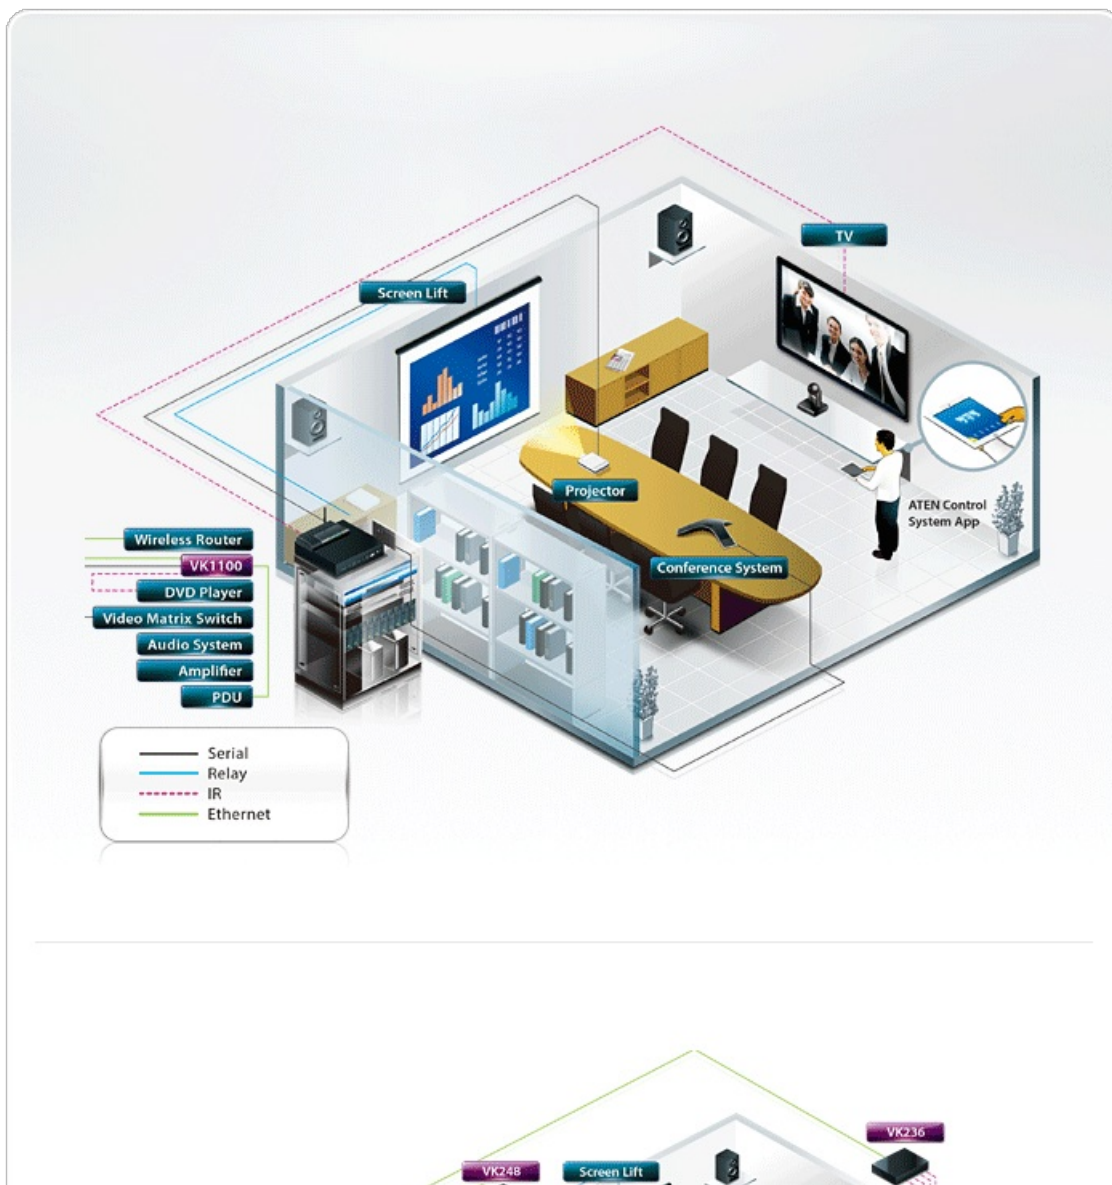 TV
Screen Lift
Projector
ATEN Control
System App
Conference System
Wireless Router
VK1100
DVD Player
Video Matrix Switch
Audio System
Amplifier
PDU
Serial
Relay
IR
Ethernet
VK236
VK248
Screen Lift